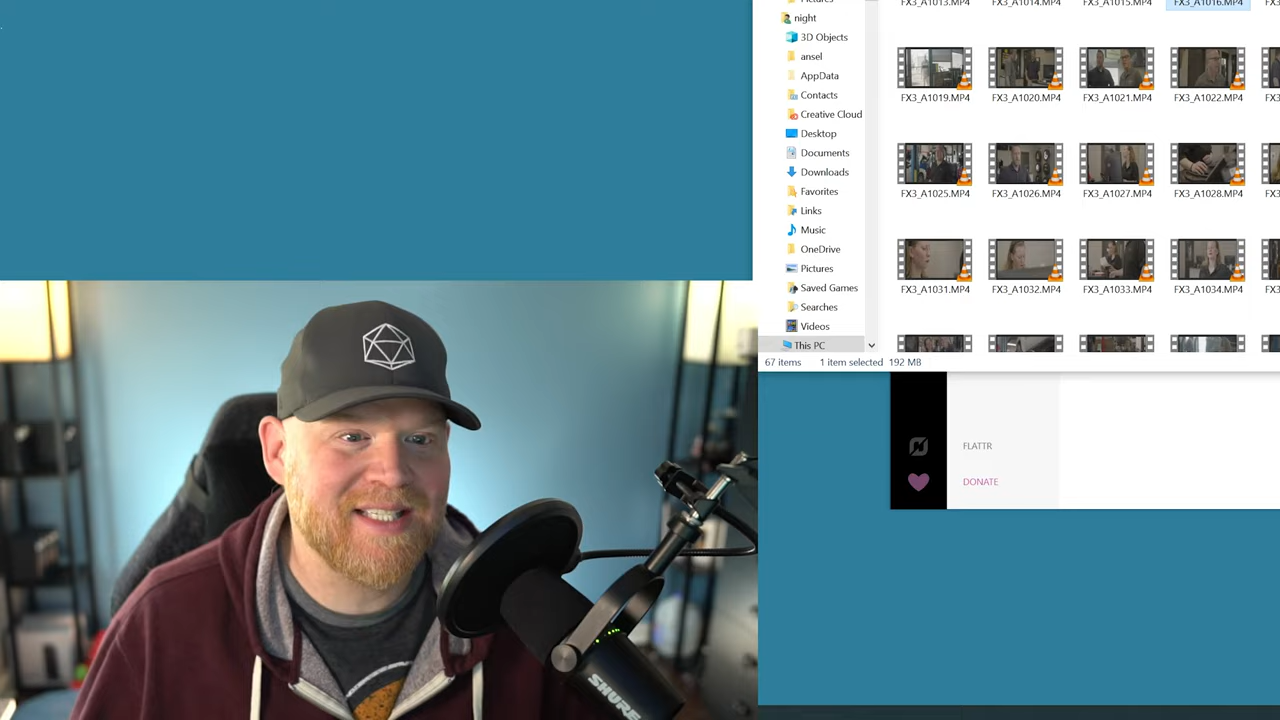 night
3D Objects
ansel
AppData
Contacts
Creative Cloud
Desktop
Documents
Downloads
Favorites
Links
Music
OneDrive
Pictures
Saved Games
Searches
Videos
This PC
FX3_A1013.MP4 FX3_A1014.MP4 FX3_A1015.MP4 FX3_A1016.MP4
FX3_A1019.MP4 FX3_A1020.MP4 FX3_A1021.MP4 FX3_A1022.MP4
FX3_A1025.MP4 FX3_A1026.MP4 FX3_A1027.MP4 FX3_A1028.MP4
FX3_A1031.MP4 FX3_A1032.MP4 FX3_A1033.MP4 FX3_A1034.MP4
67 items 1 item selected 192 MB
FLATTR
DONATE
SHURE